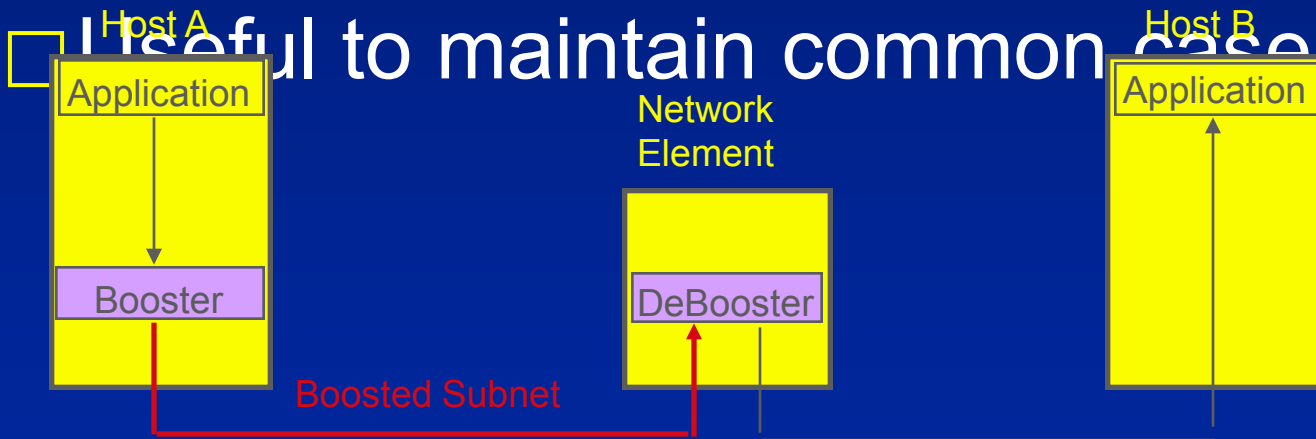 Useful to maintain common case
Host A
Host B
Application
Application
Network
Element
Booster
DeBooster
Boosted Subnet